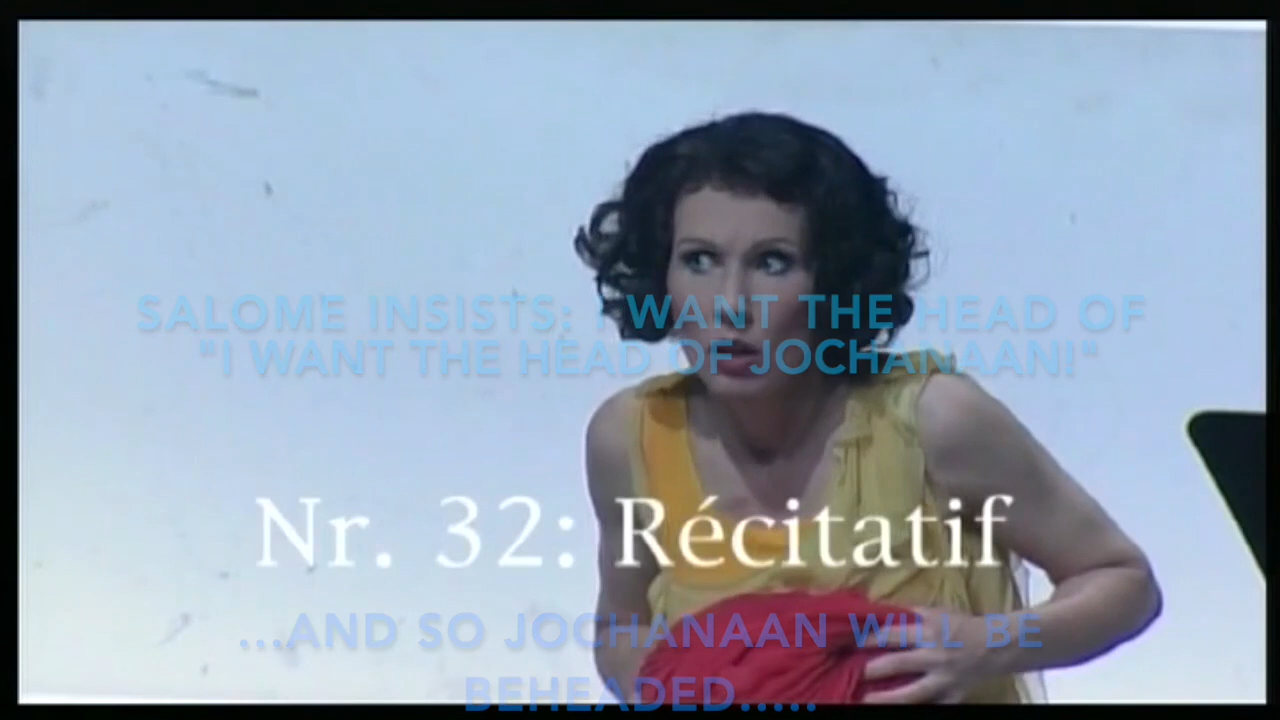 SALOME INSISTS: I WANT THE HEAD OF
"I WANT THE HEAD OF JOCHANAAN!"
Nr. 32: Récitatif
...AND SO JOCHANAAN WILL BE
BEHEADED.....